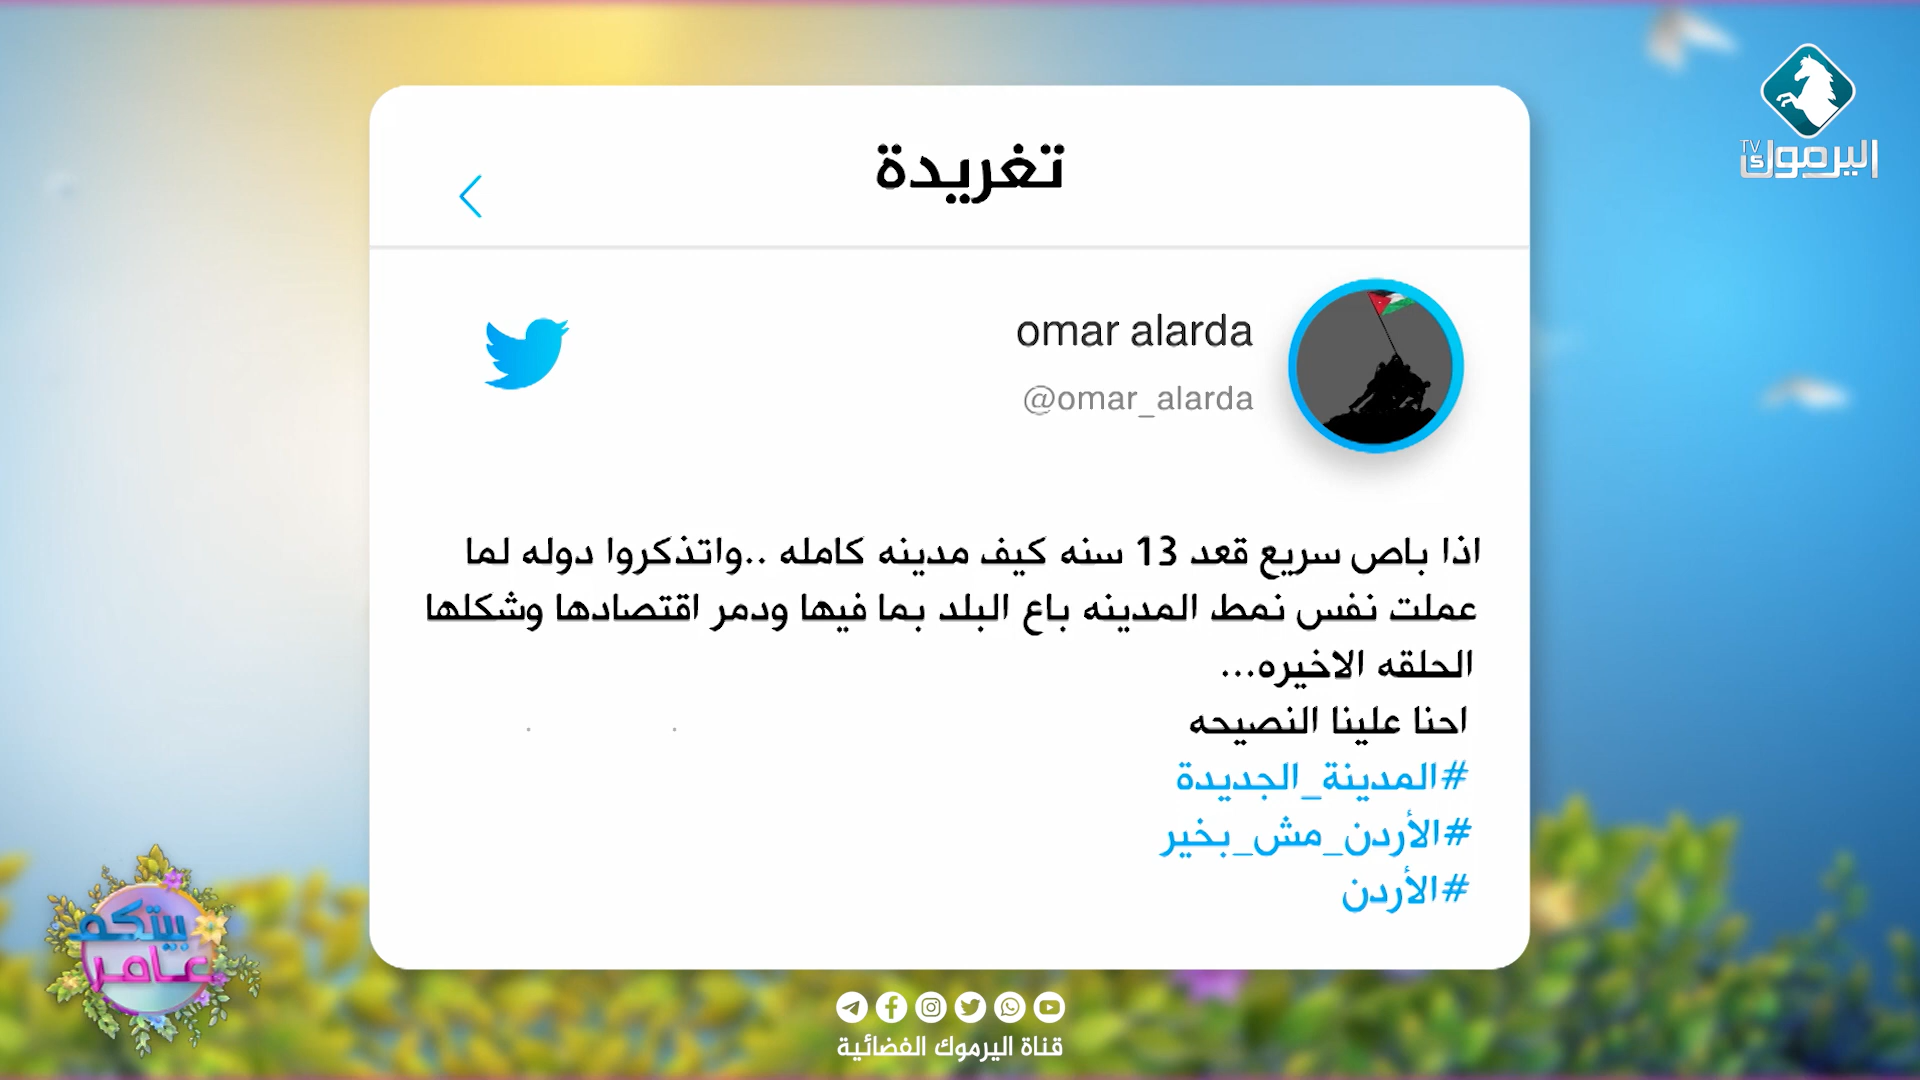 اليرموك
TV
تغريدة
omar alarda
@omar_alarda
اذا باص سريع قعد 13 سنه كيف مدينه كامله ..واتذكروا دوله لما
عملت نفس نمط المدينه باع البلد بما فيها ودمر اقتصادها وشكلها
الحلقه الاخيره...
احنا علينا النصيحه
#المدينة_الجديدة
#الأردن_مش_بخير
#الأردن
بيتكم
عامر
قناة اليرموك الفضائية